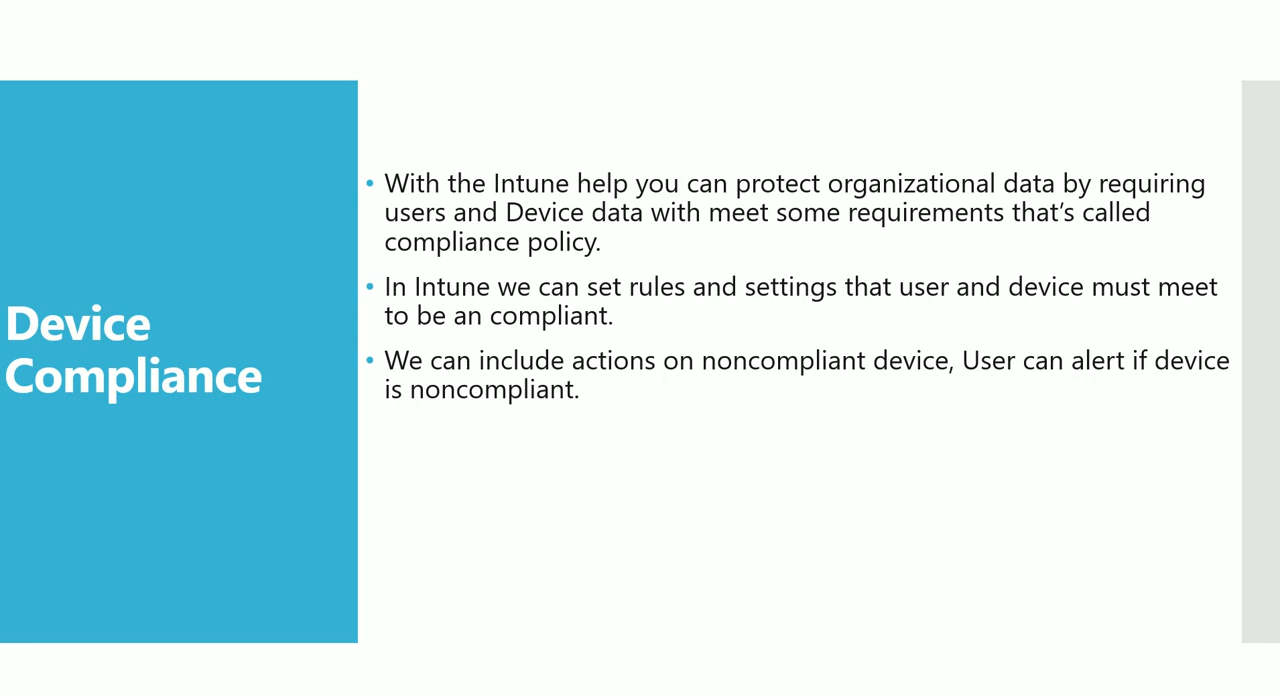 Device
Compliance
• With the Intune help you can protect organizational data by requiring
users and Device data with meet some requirements that’s called
compliance policy.
• In Intune we can set rules and settings that user and device must meet
to be an compliant.
• We can include actions on noncompliant device, User can alert if device
is noncompliant.